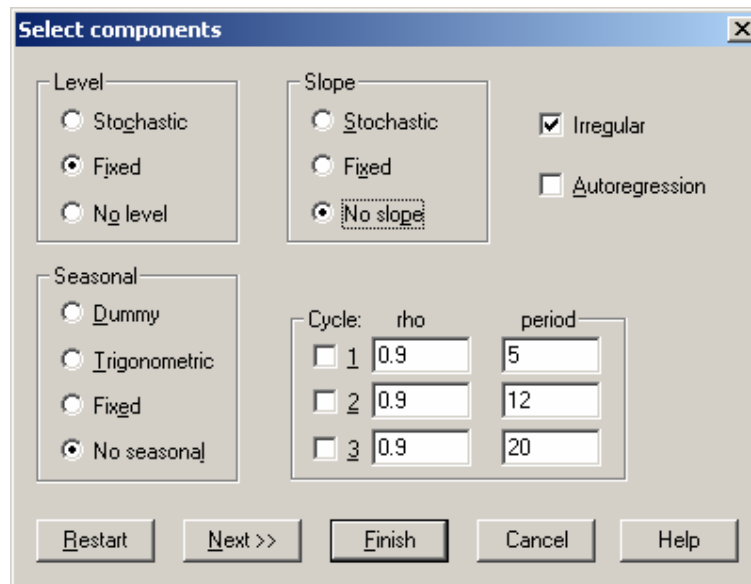 Select components
Level
Stochastic
Fixed
No level
Slope
Stochastic
Fixed
No slope
Irregular
Autoregression
Seasonal
Dummy
Trigonometric
Fixed
No seasonal
Cycle: rho period
1 0.9 5
2 0.9 12
3 0.9 20
Restart Next >> Finish Cancel Help